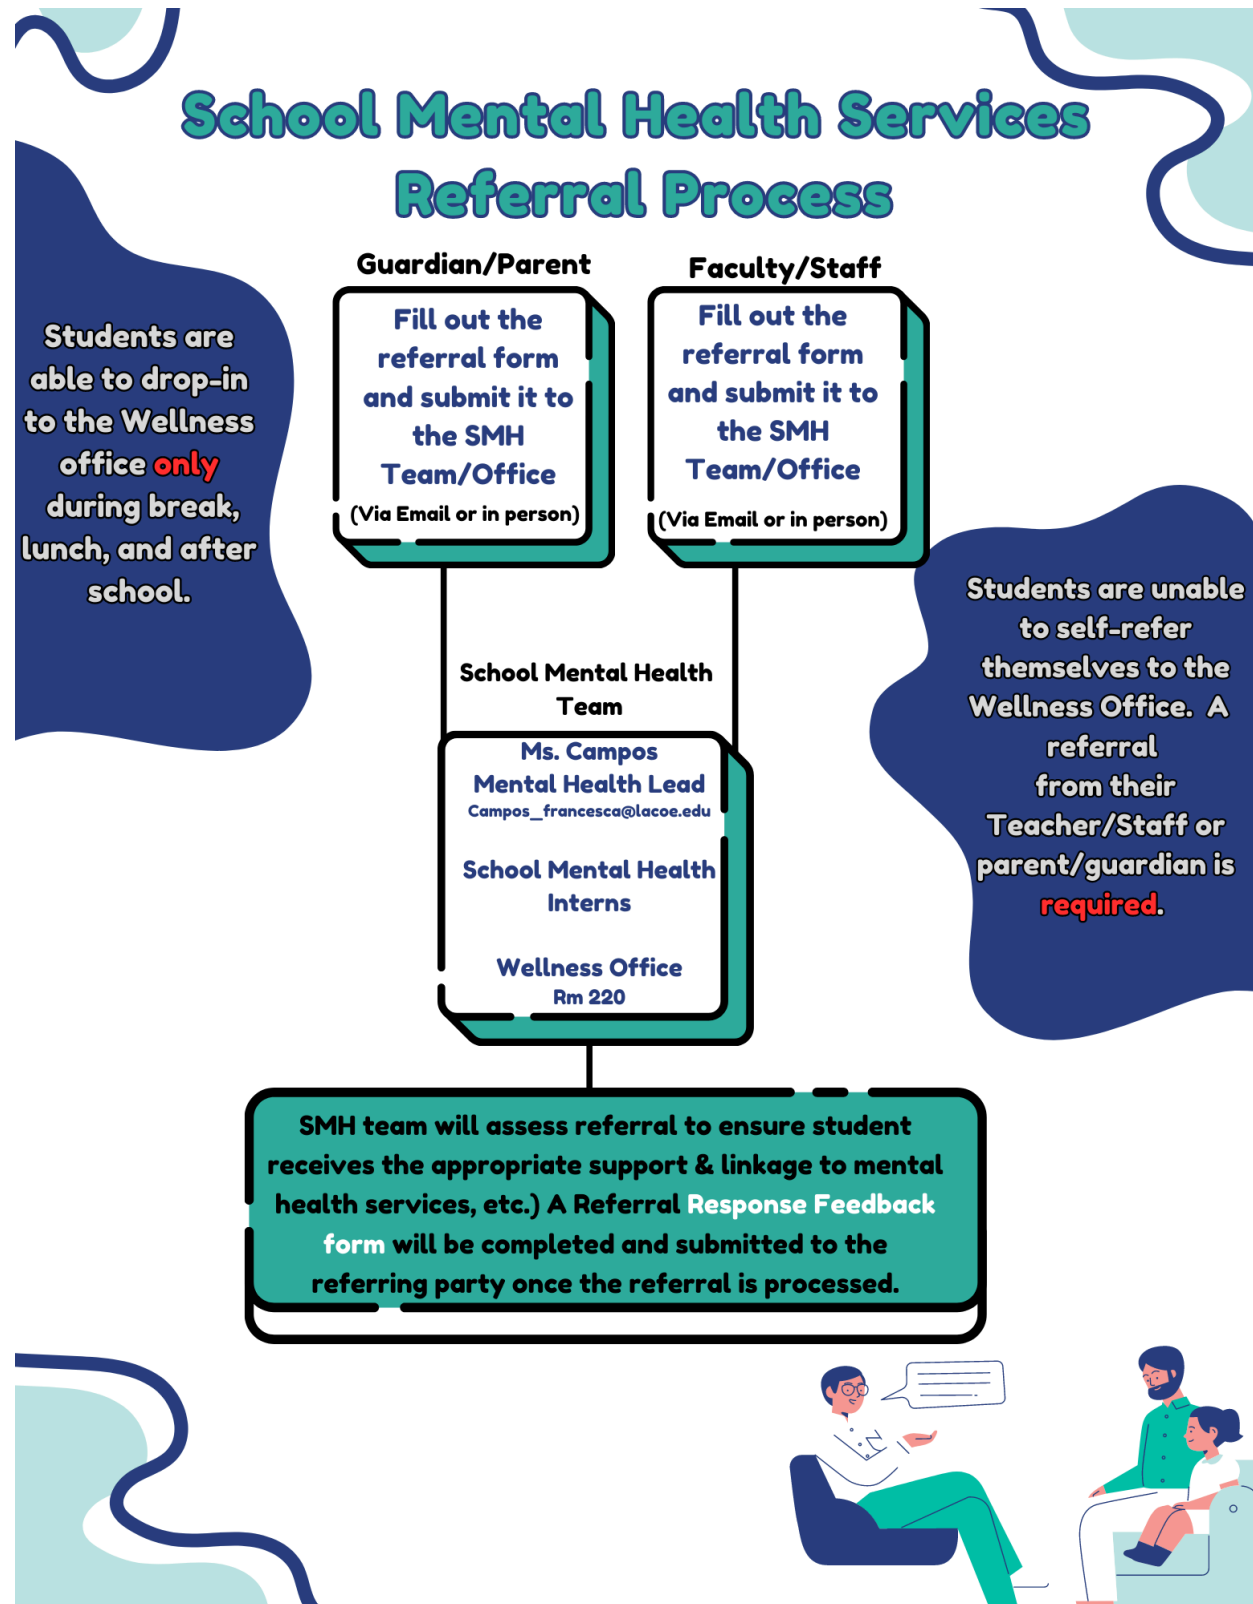 School Mental Health Services
Referral Process
Guardian/Parent
Fill out the
referral form
and submit it to
the SMH
Team/Office
(Via Email or in person)
Faculty/Staff
Fill out the
referral form
and submit it to
the SMH
Team/Office
(Via Email or in person)
Students are
able to drop-in
to the Wellness
office only
during break,
lunch, and after
school.
Students are unable
to self-refer
themselves to the
Wellness Office. A
referral
from their
Teacher/Staff or
parent/guardian is
required.
School Mental Health
Team
Ms. Campos
Mental Health Lead
Campos_francesca@lacoe.edu
School Mental Health
Interns
Wellness Office
Rm 220
SMH team will assess referral to ensure student
receives the appropriate support & linkage to mental
health services, etc.) A Referral Response Feedback
form will be completed and submitted to the
referring party once the referral is processed.